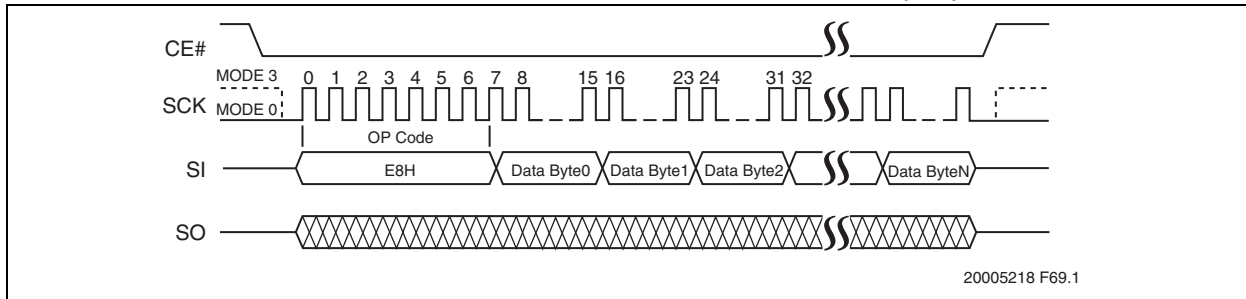 CE#
MODE 3
0 1 2 3 4 5 6 7 8 15 16 23 24 31 32
SCK MODE 0
OP Code
SI E8H Data Byte0 Data Byte1 Data Byte2 Data ByteN
SO
20005218 F69.1